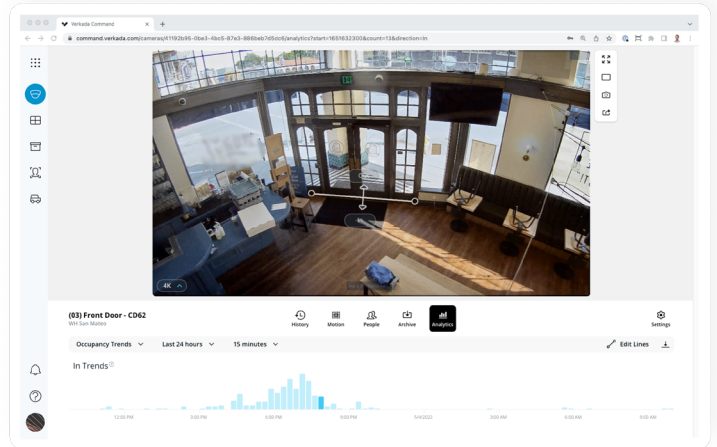 Verkada Command
command.verkada.com/cameras/41192b95-0be3-4bc5-87e3-886beb7d5dc6/analytics?start=1651632300&count=13&direction=in
4K
(03) Front Door - CD62
WH San Mateo
History
Motion
People
Archive
Analytics
Settings
Occupancy Trends
Last 24 hours
15 minutes
Edit Lines
In Trends
12:00 PM
3:00 PM
6:00 PM
9:00 PM
5/4/2022
3:00 AM
6:00 AM
9:00 AM